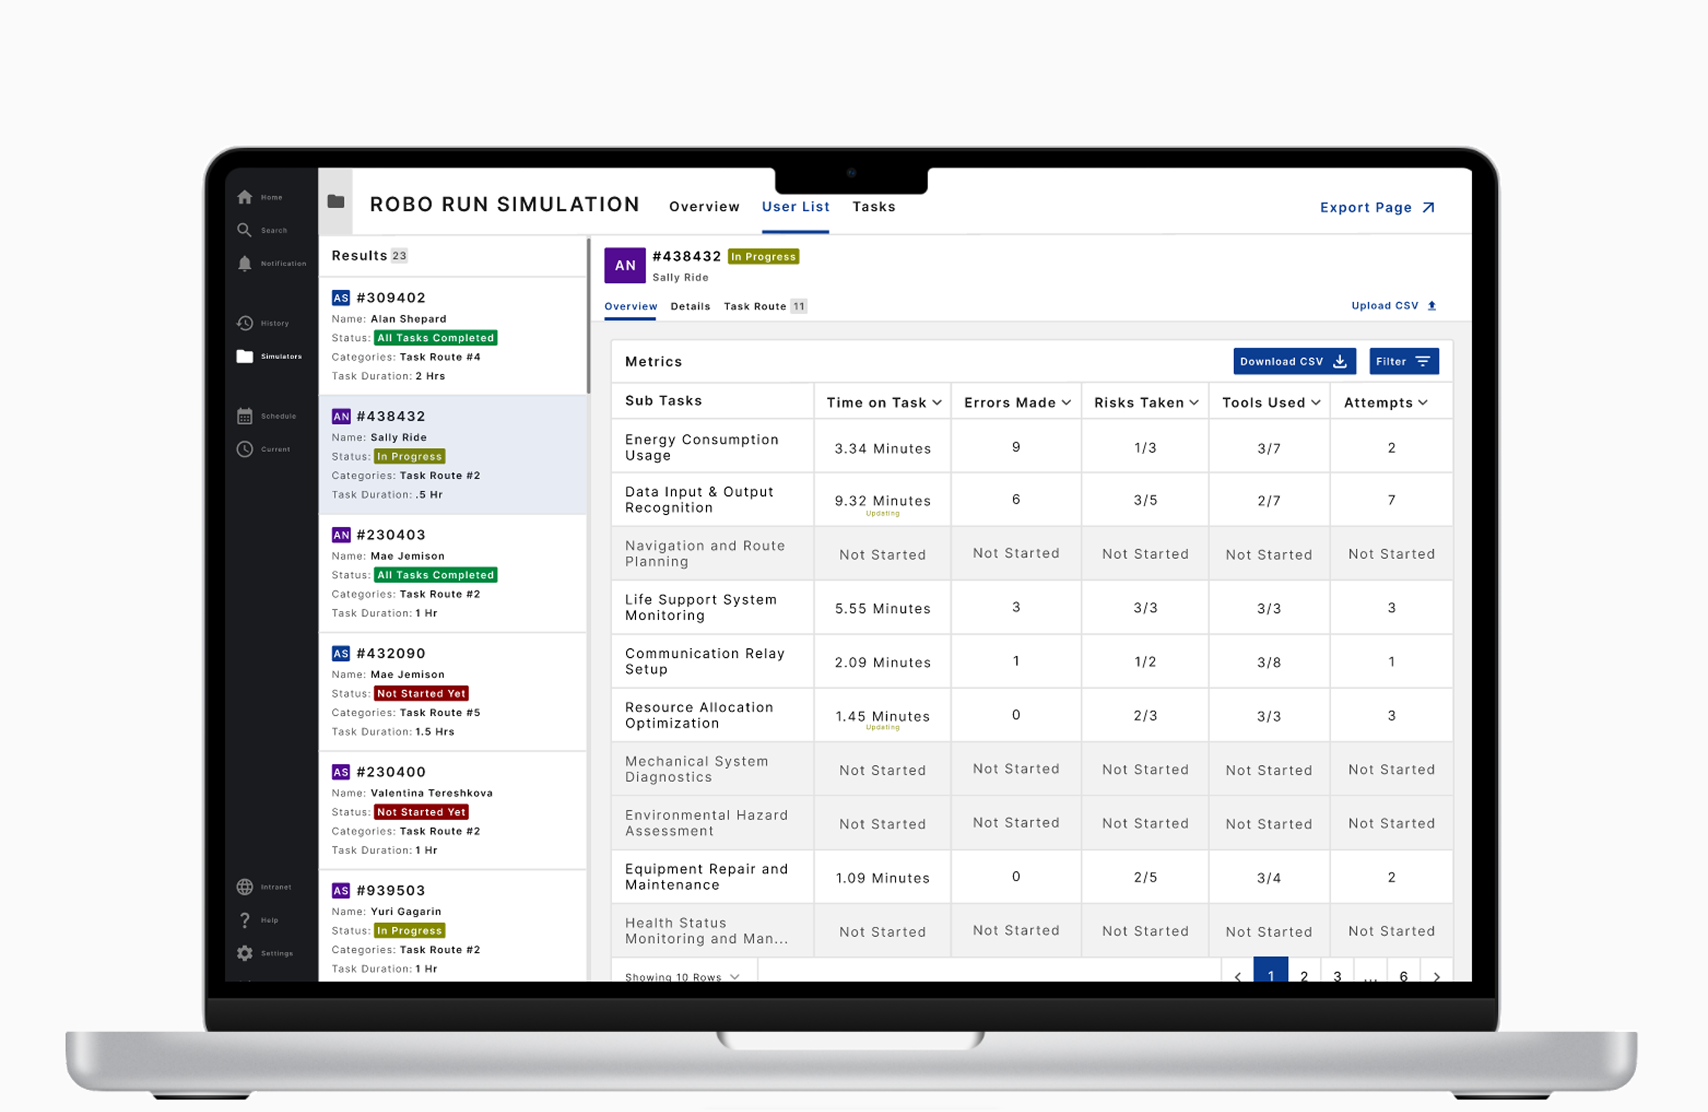 Home
Search
Notification
History
Simulators
Schedule
Current
Intranet
Help
Settings
ROBO RUN SIMULATION
Overview
User List
Tasks
Export Page
Results 23
AS #309402
Name: Alan Shepard
Status: All Tasks Completed
Categories: Task Route #4
Task Duration: 2 Hrs
AN #438432
Name: Sally Ride
Status: In Progress
Categories: Task Route #2
Task Duration: .5 Hr
AN #230403
Name: Mae Jemison
Status: All Tasks Completed
Categories: Task Route #2
Task Duration: 1 Hr
AS #432090
Name: Mae Jemison
Status: Not Started Yet
Categories: Task Route #5
Task Duration: 1.5 Hrs
AS #230400
Name: Valentina Tereshkova
Status: Not Started Yet
Categories: Task Route #2
Task Duration: 1 Hr
AS #939503
Name: Yuri Gagarin
Status: In Progress
Categories: Task Route #2
Task Duration: 1 Hr
AN
#438432 In Progress
Sally Ride
Overview Details Task Route 11
Upload CSV
Metrics
Download CSV
Filter
Sub Tasks Time on Task Errors Made Risks Taken Tools Used Attempts
Energy Consumption
Usage
3.34 Minutes 9 1/3 3/7 2
Data Input & Output
Recognition
9.32 Minutes 6 3/5 2/7 7
Updating
Navigation and Route
Planning
Not Started Not Started Not Started Not Started Not Started
Life Support System
Monitoring
5.55 Minutes 3 3/3 3/3 3
Communication Relay
Setup
2.09 Minutes 1 1/2 3/8 1
Resource Allocation
Optimization
1.45 Minutes 0 2/3 3/3 3
Updating
Mechanical System
Diagnostics
Not Started Not Started Not Started Not Started Not Started
Environmental Hazard
Assessment
Not Started Not Started Not Started Not Started Not Started
Equipment Repair and
Maintenance
1.09 Minutes 0 2/5 3/4 2
Health Status
Monitoring and Man...
Not Started Not Started Not Started Not Started Not Started
Showing 10 Rows
< 1 2 3 ... 6 >